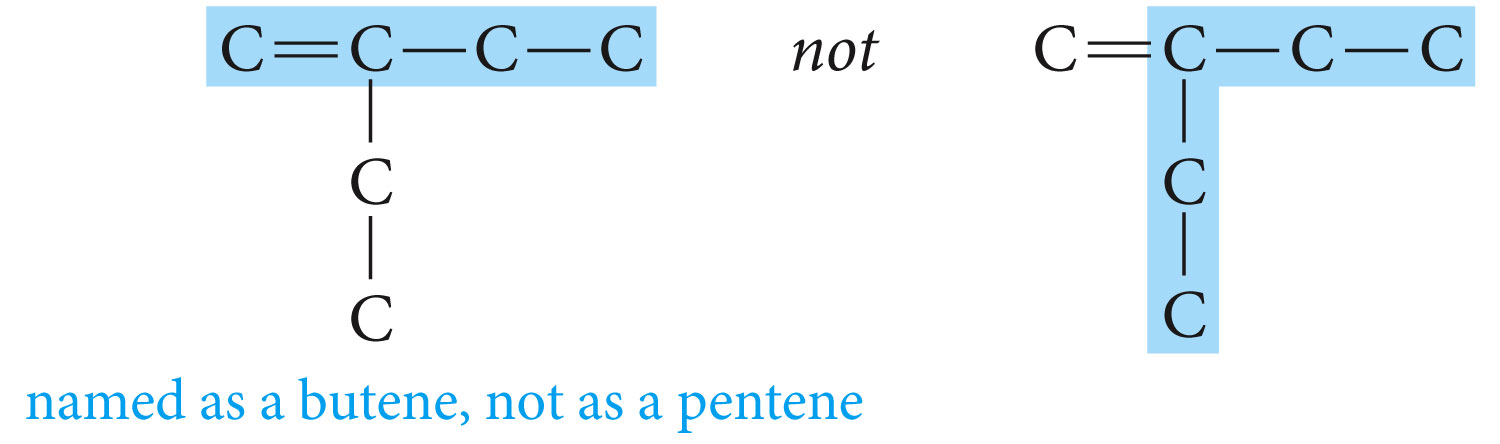 C=C—C—C not C=C—C—C
C C
C C
named as a butene, not as a pentene